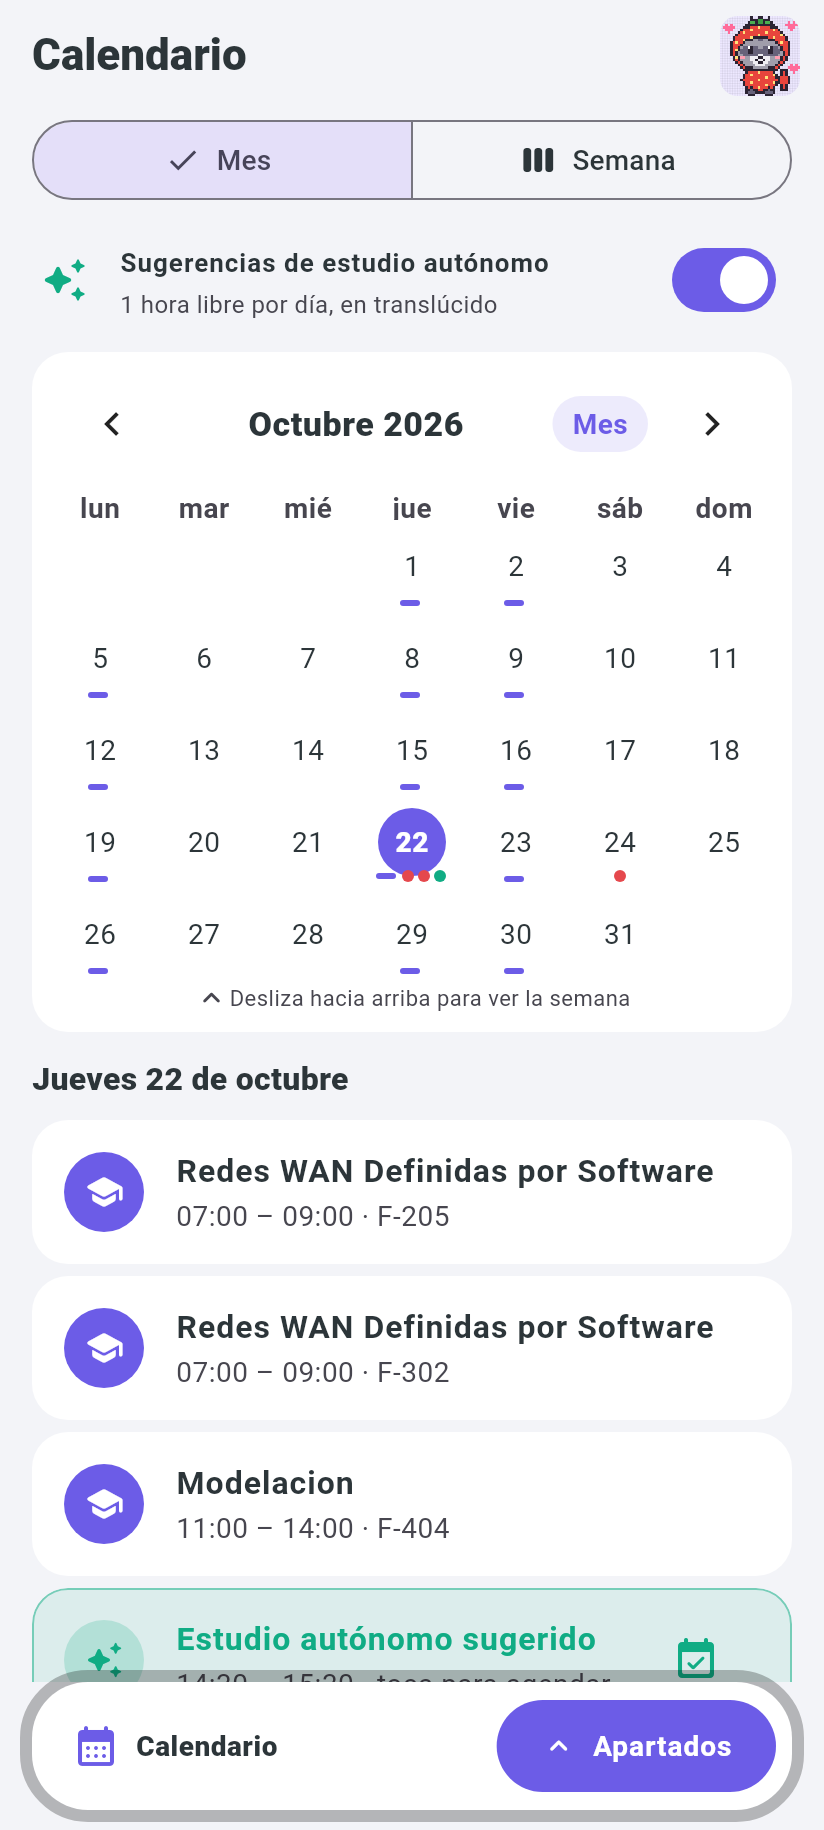 Calendario
Mes
Semana
Sugerencias de estudio autónomo
1 hora libre por día, en translúcido
Octubre 2026
Mes
lun mar mié jue vie sáb dom
1 2 3 4
5 6 7 8 9 10 11
12 13 14 15 16 17 18
19 20 21 22 23 24 25
26 27 28 29 30 31
Desliza hacia arriba para ver la semana
Jueves 22 de octubre
Redes WAN Definidas por Software
07:00 – 09:00 · F-205
Redes WAN Definidas por Software
07:00 – 09:00 · F-302
Modelacion
11:00 – 14:00 · F-404
Estudio autónomo sugerido
Calendario
Apartados